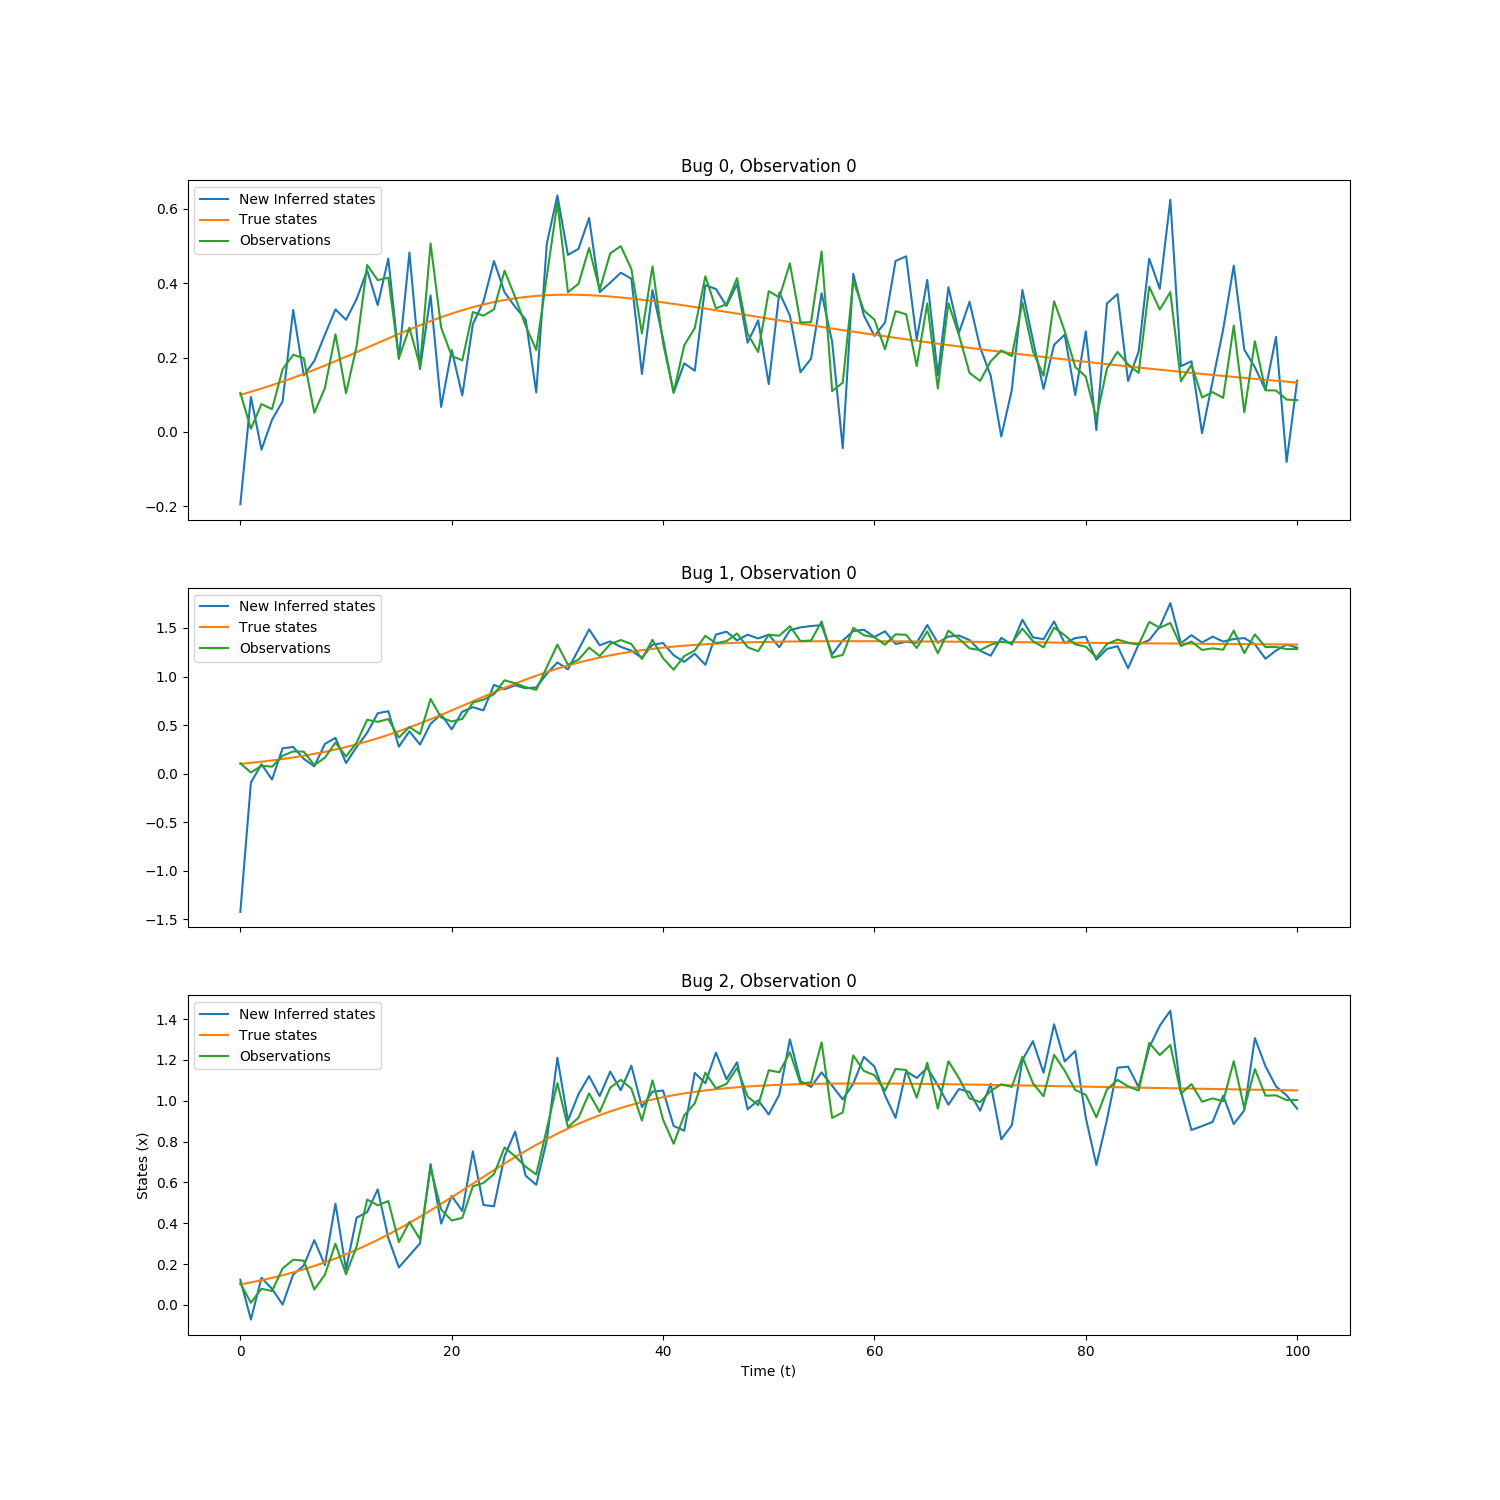 Bug 0, Observation 0
New Inferred states
True states
Observations
0.6
0.4
0.2
0.0
−0.2
Bug 1, Observation 0
New Inferred states
True states
Observations
1.5
1.0
0.5
0.0
−0.5
−1.0
−1.5
Bug 2, Observation 0
New Inferred states
True states
Observations
1.4
1.2
1.0
0.8
0.6
0.4
0.2
0.0
States (x)
0 20 40 60 80 100
Time (t)